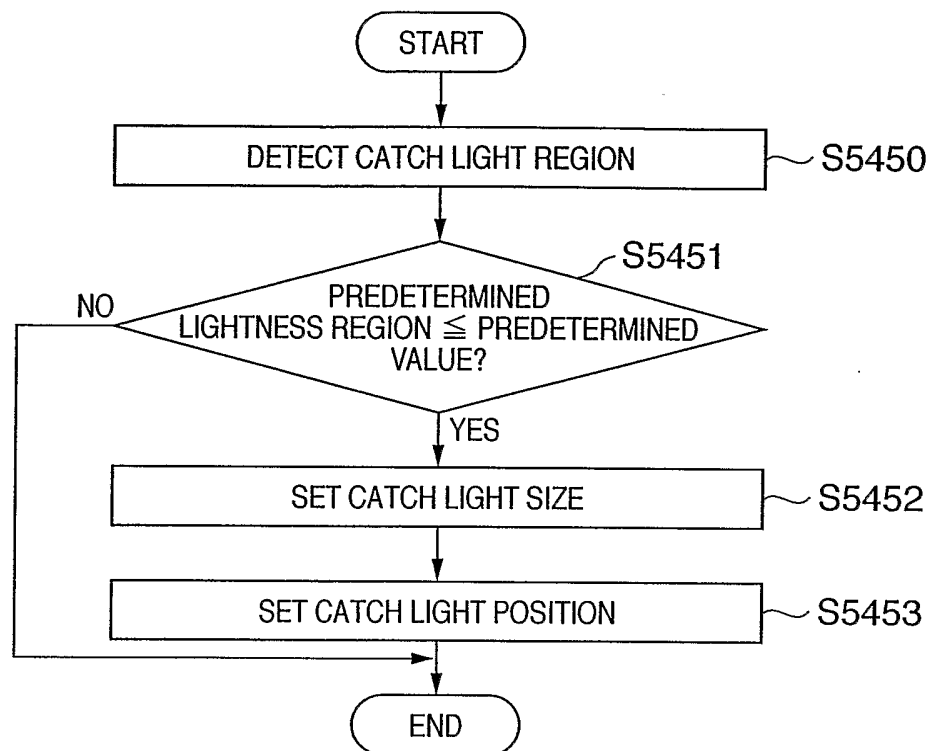 START
DETECT CATCH LIGHT REGION
S5450
S5451
NO
PREDETERMINED
LIGHTNESS REGION ≦ PREDETERMINED
VALUE?
YES
SET CATCH LIGHT SIZE
S5452
SET CATCH LIGHT POSITION
S5453
END